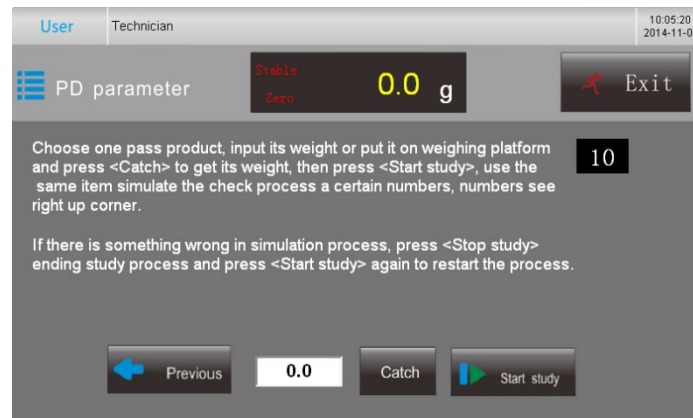 User Technician 10:05:20
2014-11-0
PD parameter Stable 0.0 g Exit
Zero
Choose one pass product, input its weight or put it on weighing platform 10
and press <Catch> to get its weight, then press <Start study>, use the
same item simulate the check process a certain numbers, numbers see
right up corner.
If there is something wrong in simulation process, press <Stop study>
ending study process and press <Start study> again to restart the process.
Previous 0.0 Catch Start study